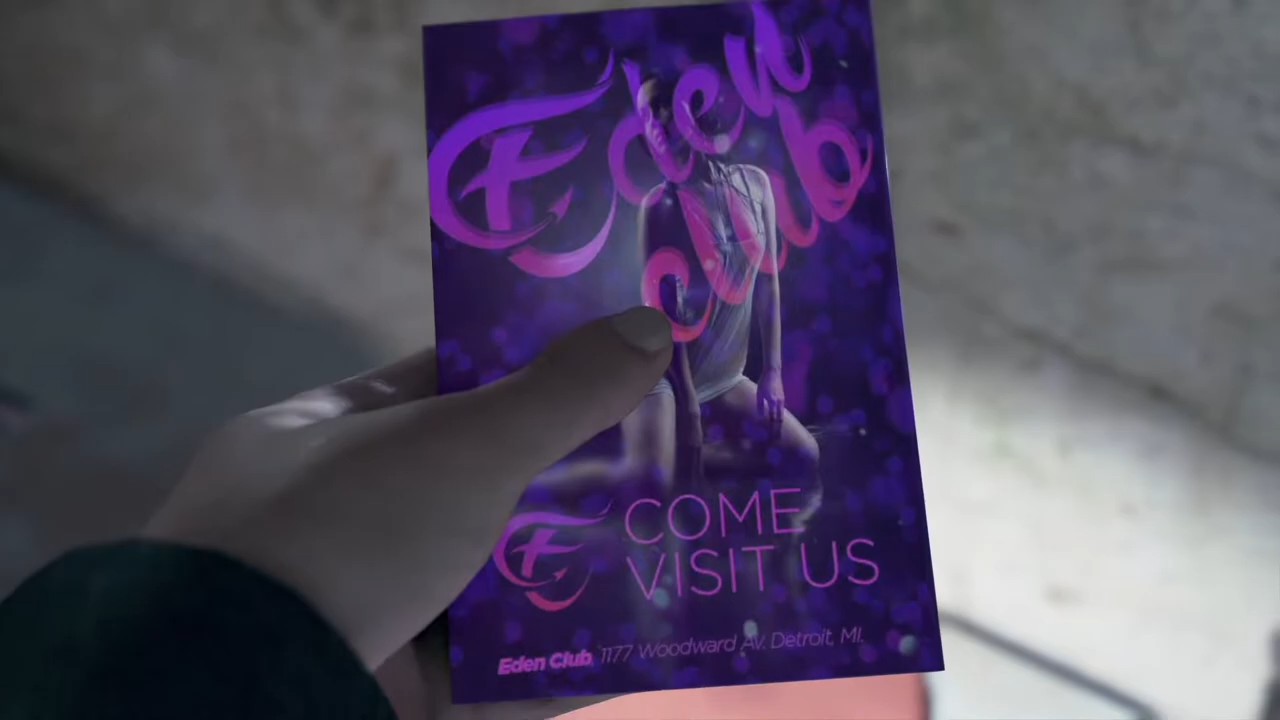 Eden
club
COME
VISIT US
Eden Club 1177 Woodward Av. Detroit, MI.